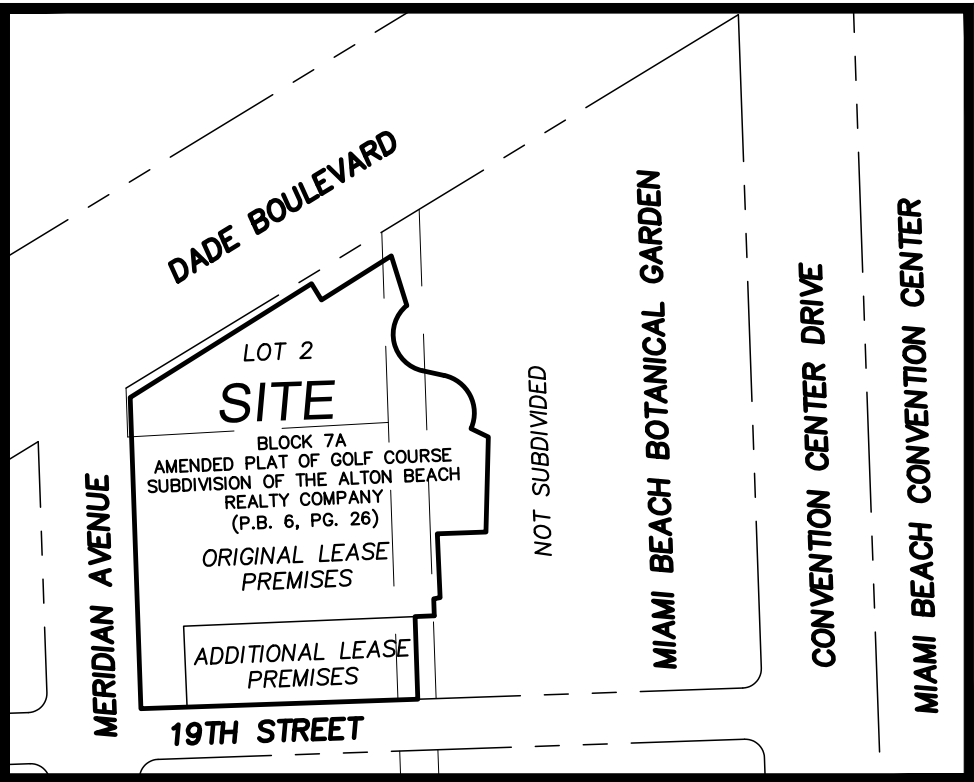 DADE BOULEVARD
LOT 2
SITE
BLOCK 7A
AMENDED PLAT OF GOLF COURSE
SUBDIVISION OF THE ALTON BEACH
REALTY COMPANY
(P.B. 6, PG. 26)
ORIGINAL LEASE
PREMISES
ADDITIONAL LEASE
PREMISES
MERIDIAN AVENUE
19TH STREET
NOT SUBDIVIDED
MIAMI BEACH BOTANICAL GARDEN
CONVENTION CENTER DRIVE
MIAMI BEACH CONVENTION CENTER